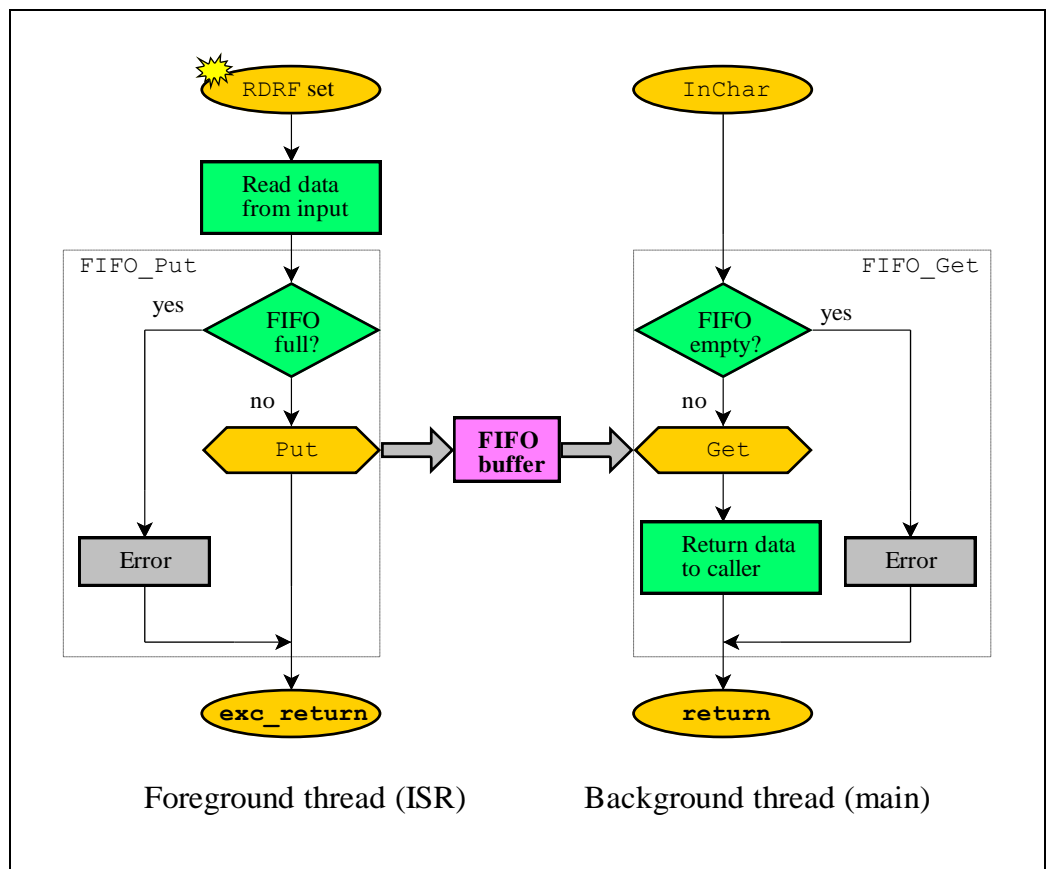 RDRF set
Read data
from input
FIFO_Put
yes
FIFO
full?
no
Put
Error
exc_return
Foreground thread (ISR)
FIFO
buffer
InChar
FIFO_Get
FIFO
empty?
yes
no
Get
Return data
to caller
Error
return
Background thread (main)